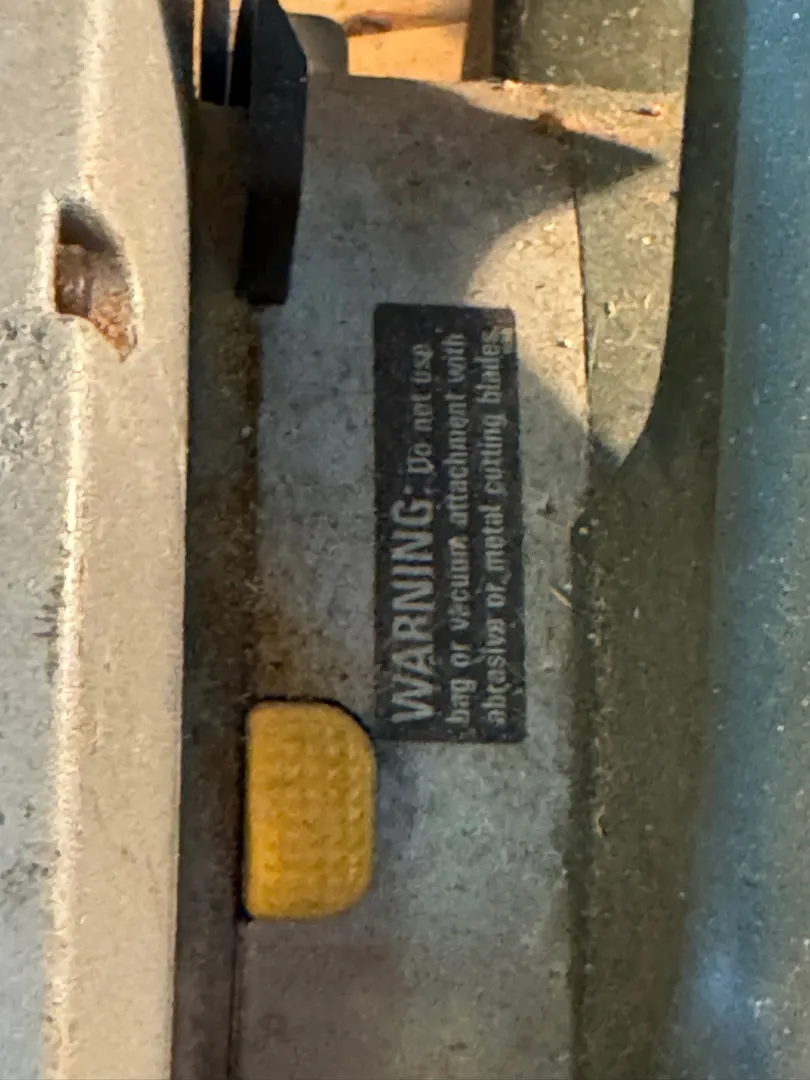 WARNING: Do not use
bag or vacuum attachment with
abrasive or metal cutting blades.